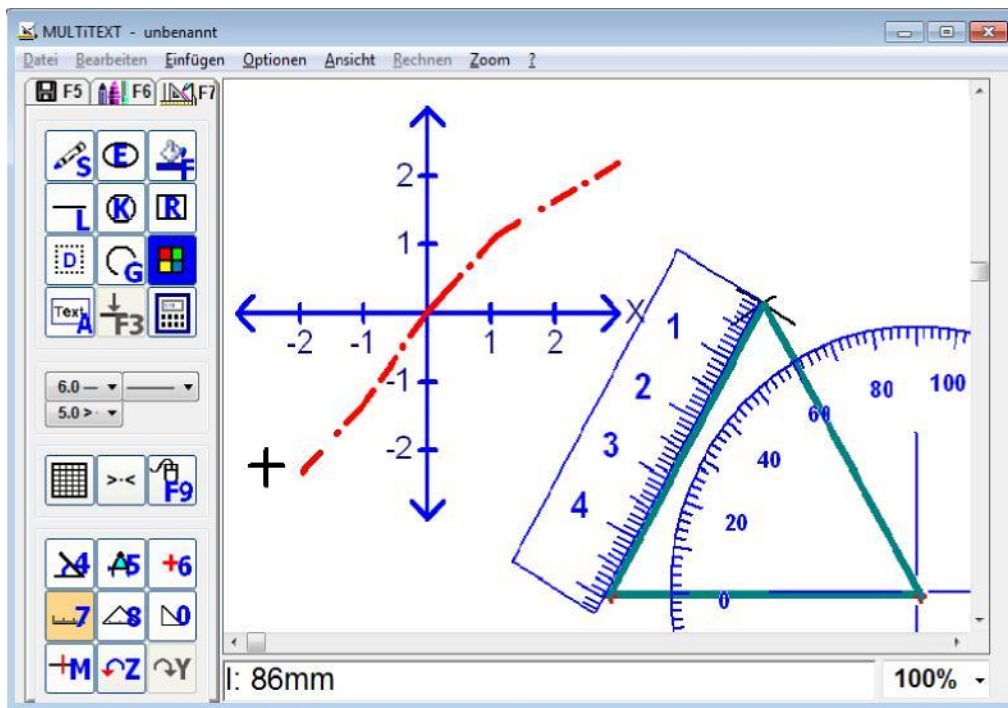 MULTiTEXT - unbenannt
Datei Bearbeiten Einfügen Optionen Ansicht Rechnen Zoom ?
F5 F6 F7
S E F
L K R
D G
Text A F3
6.0
5.0 >
>·< F9
4 5 +6
7 8 0
M Z Y
2
1
-2 -1 1 2 X
-1
-2
1
2
3
4
0 20 40 60 80 100
l: 86mm
100%